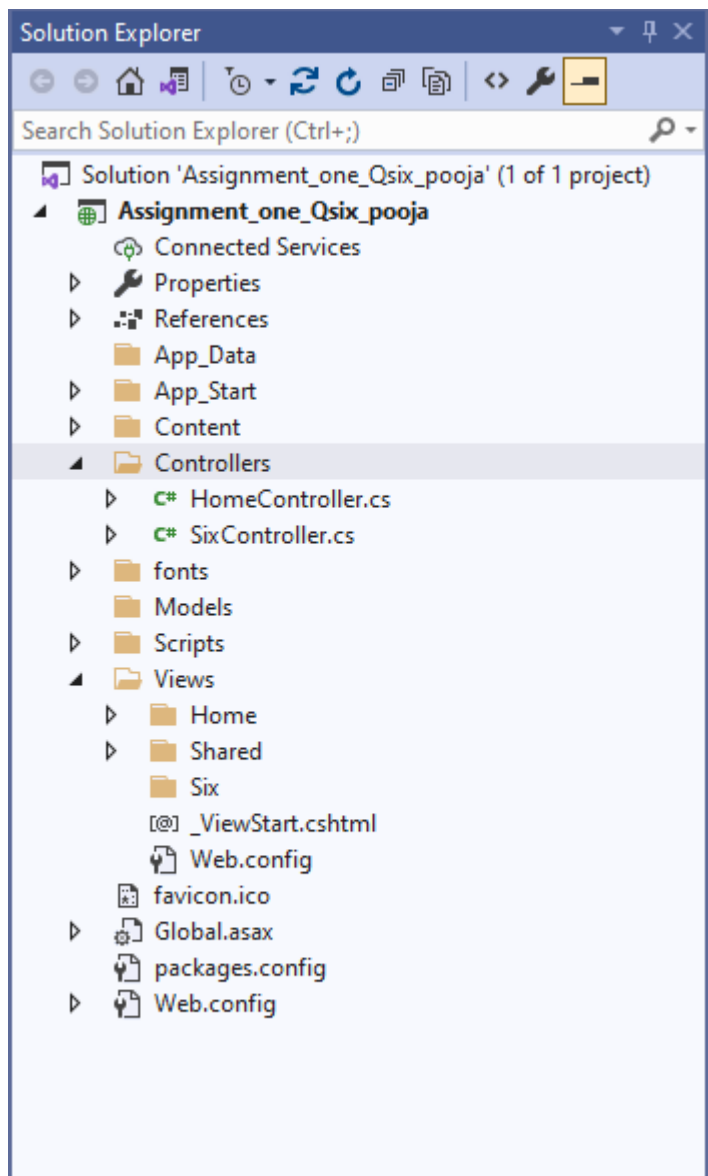 Solution Explorer
Search Solution Explorer (Ctrl+;)
Solution 'Assignment_one_Qsix_pooja' (1 of 1 project)
Assignment_one_Qsix_pooja
Connected Services
Properties
References
App_Data
App_Start
Content
Controllers
C# HomeController.cs
C# SixController.cs
fonts
Models
Scripts
Views
Home
Shared
Six
[@] _ViewStart.cshtml
Web.config
favicon.ico
Global.asax
packages.config
Web.config